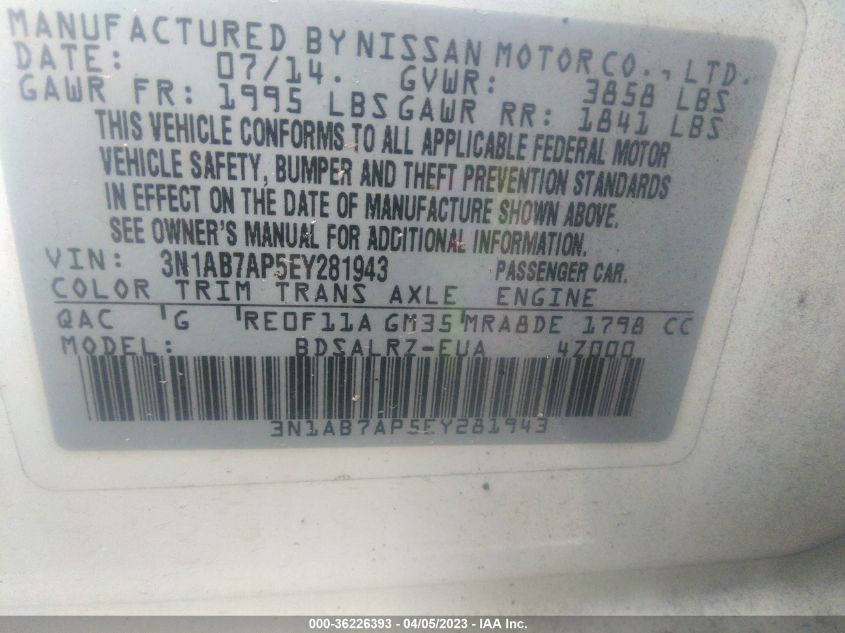 MANUFACTURED BY NISSAN MOTOR CO., LTD.
DATE: 07/14. GVWR: 3858 LBS
GAWR FR: 1995 LBS GAWR RR: 1841 LBS
THIS VEHICLE CONFORMS TO ALL APPLICABLE FEDERAL MOTOR
VEHICLE SAFETY, BUMPER AND THEFT PREVENTION STANDARDS
IN EFFECT ON THE DATE OF MANUFACTURE SHOWN ABOVE.
SEE OWNER'S MANUAL FOR ADDITIONAL INFORMATION.
VIN: 3N1AB7AP5EY281943 PASSENGER CAR.
COLOR TRIM TRANS AXLE ENGINE
QAC G RE0F11A GM35 MRA8DE 1798 CC
MODEL: BDSALRZ-EUA 4Z000
3N1AB7AP5EY281943
000-36226393 - 04/05/2023 - IAA Inc.